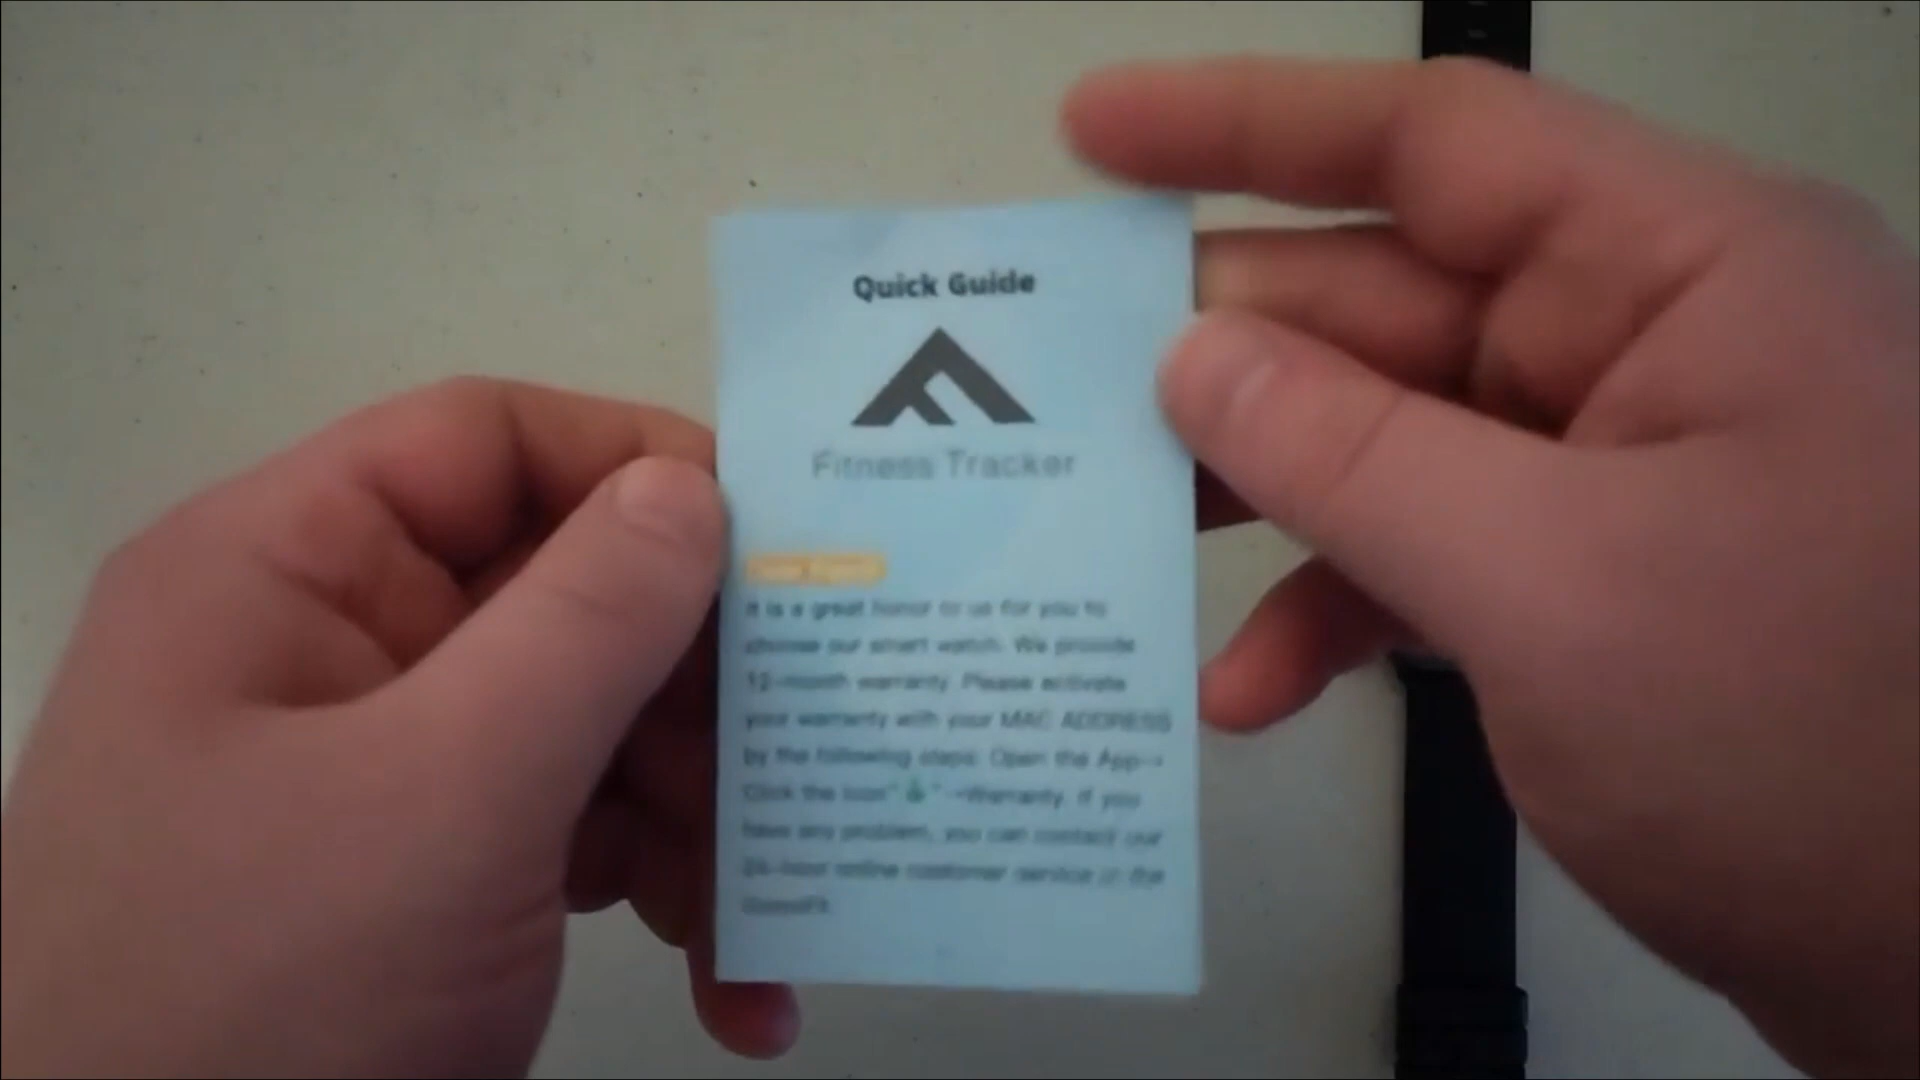 Quick Guide
Fitness Tracker
It is a great honor to us for you to
choose our smart watch. We provide
12-month warranty. Please activate
your warranty with your MAC ADDRESS
by the following steps: Open the App→
Click the icon" "→Warranty. If you
have any problem, you can contact our
24-hour online customer service in the